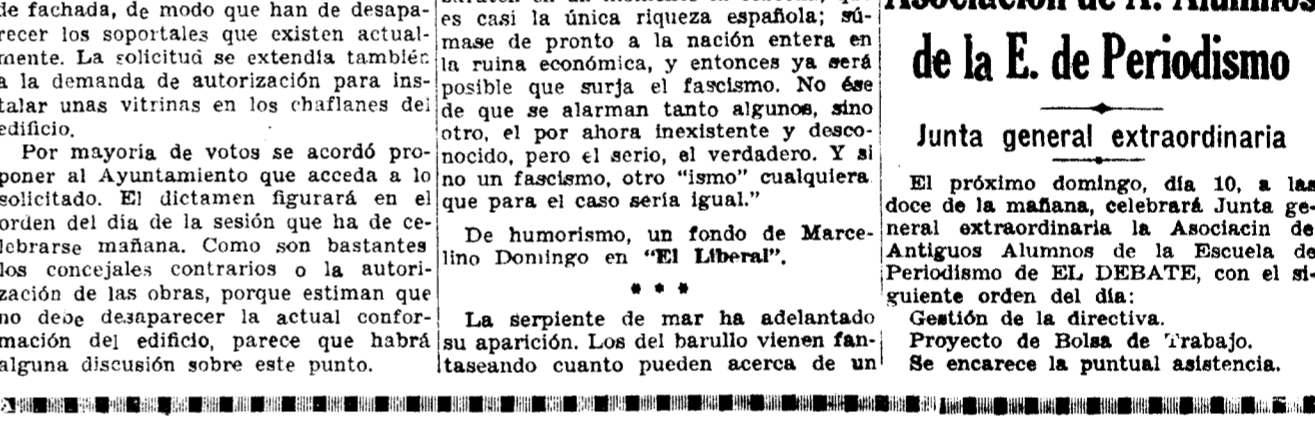 de fachada, de modo que han de desapa-
recer los soportales que existen actual-
mente. La solicitud se extendía también
a la demanda de autorización para ins-
talar unas vitrinas en los chaflanes del
edificio.
Por mayoría de votos se acordó pro-
poner al Ayuntamiento que acceda a lo
solicitado. El dictamen figurará en el
orden del día de la sesión que ha de ce-
lebrarse mañana. Como son bastantes
los concejales contrarios o la autori-
zación de las obras, porque estiman que
no debe desaparecer la actual confor-
mación del edificio, parece que habrá
alguna discusión sobre este punto.
es casi la única riqueza española; sú-
mase de pronto a la nación entera en
la ruina económica, y entonces ya será
posible que surja el fascismo. No ése
de que se alarman tanto algunos, sino
otro, el por ahora inexistente y desco-
nocido, pero el serio, el verdadero. Y si
no un fascismo, otro "ismo" cualquiera
que para el caso sería igual."
De humorismo, un fondo de Marce-
lino Domingo en "El Liberal".
* * *
La serpiente de mar ha adelantado
su aparición. Los del barullo vienen fan-
taseando cuanto pueden acerca de un
Asociación de A. Alumnos
de la E. de Periodismo
Junta general extraordinaria
El próximo domingo, día 10, a las
doce de la mañana, celebrará Junta ge-
neral extraordinaria la Asociacin de
Antiguos Alumnos de la Escuela de
Periodismo de EL DEBATE, con el si-
guiente orden del día:
Gestión de la directiva.
Proyecto de Bolsa de Trabajo.
Se encarece la puntual asistencia.